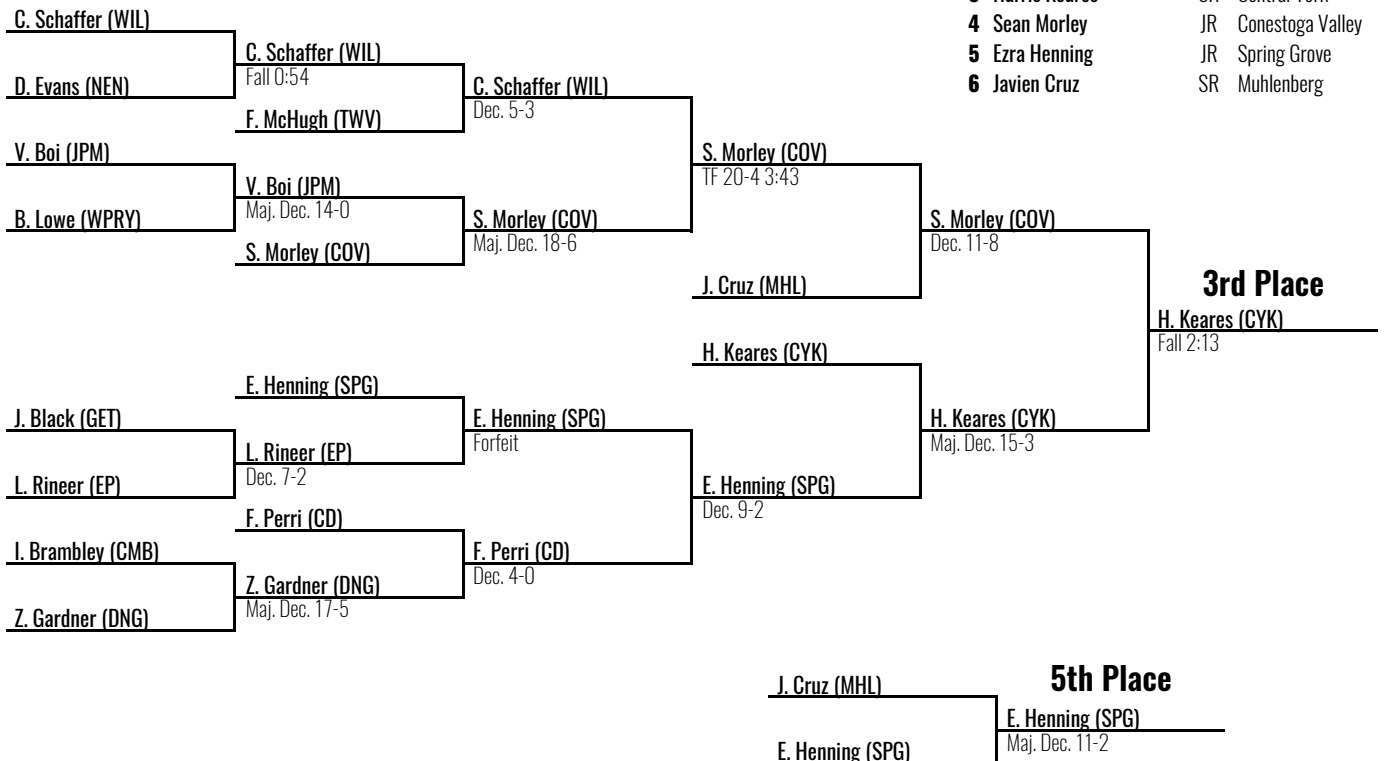 4 Sean Morley JR Conestoga Valley
5 Ezra Henning JR Spring Grove
6 Javien Cruz SR Muhlenberg
C. Schaffer (WIL)
D. Evans (NEN)
V. Boi (JPM)
B. Lowe (WPRY)
J. Black (GET)
L. Rineer (EP)
I. Brambley (CMB)
Z. Gardner (DNG)
C. Schaffer (WIL)
Fall 0:54
F. McHugh (TWV)
V. Boi (JPM)
Maj. Dec. 14-0
S. Morley (COV)
E. Henning (SPG)
L. Rineer (EP)
Dec. 7-2
F. Perri (CD)
Z. Gardner (DNG)
Maj. Dec. 17-5
C. Schaffer (WIL)
Dec. 5-3
S. Morley (COV)
Maj. Dec. 18-6
E. Henning (SPG)
Forfeit
F. Perri (CD)
Dec. 4-0
S. Morley (COV)
TF 20-4 3:43
J. Cruz (MHL)
H. Keares (CYK)
E. Henning (SPG)
Dec. 9-2
S. Morley (COV)
Dec. 11-8
H. Keares (CYK)
Maj. Dec. 15-3
3rd Place
H. Keares (CYK)
Fall 2:13
5th Place
J. Cruz (MHL)
E. Henning (SPG)
E. Henning (SPG)
Maj. Dec. 11-2